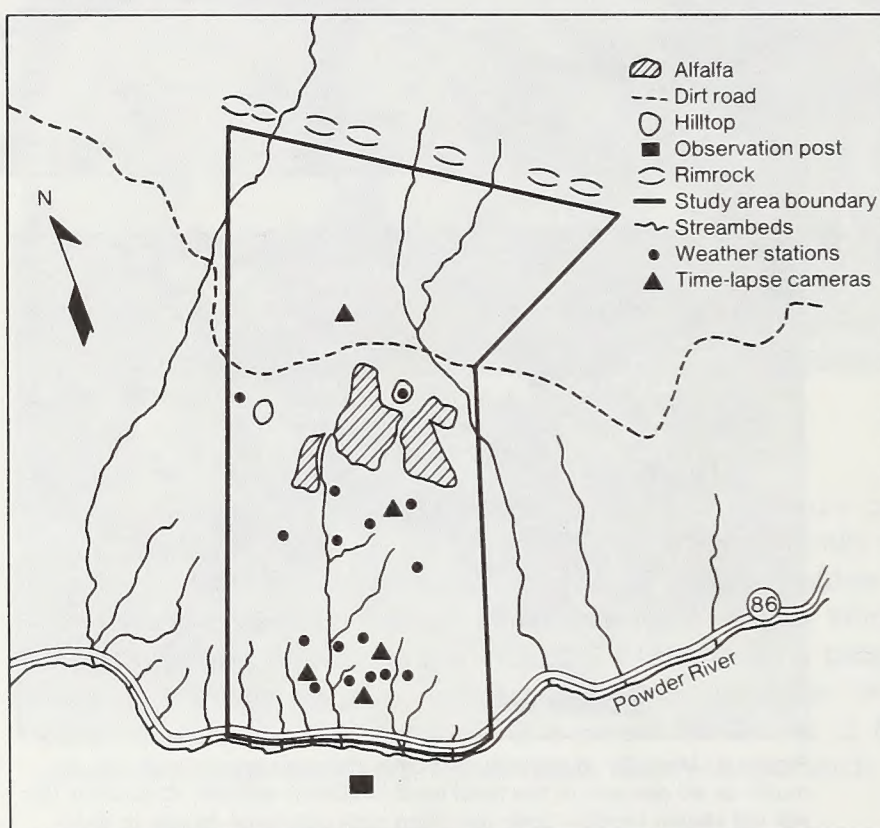 Alfalfa
Dirt road
Hilltop
Observation post
Rimrock
Study area boundary
Streambeds
Weather stations
Time-lapse cameras
N
86
Powder River